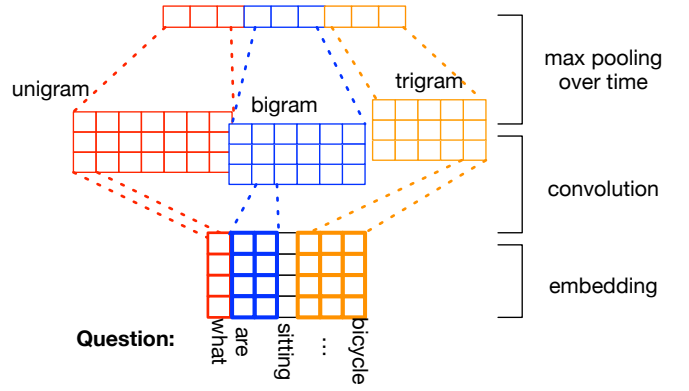 max pooling
over time
unigram
bigram
trigram
convolution
embedding
Question:
what
are
sitting
...
bicycle